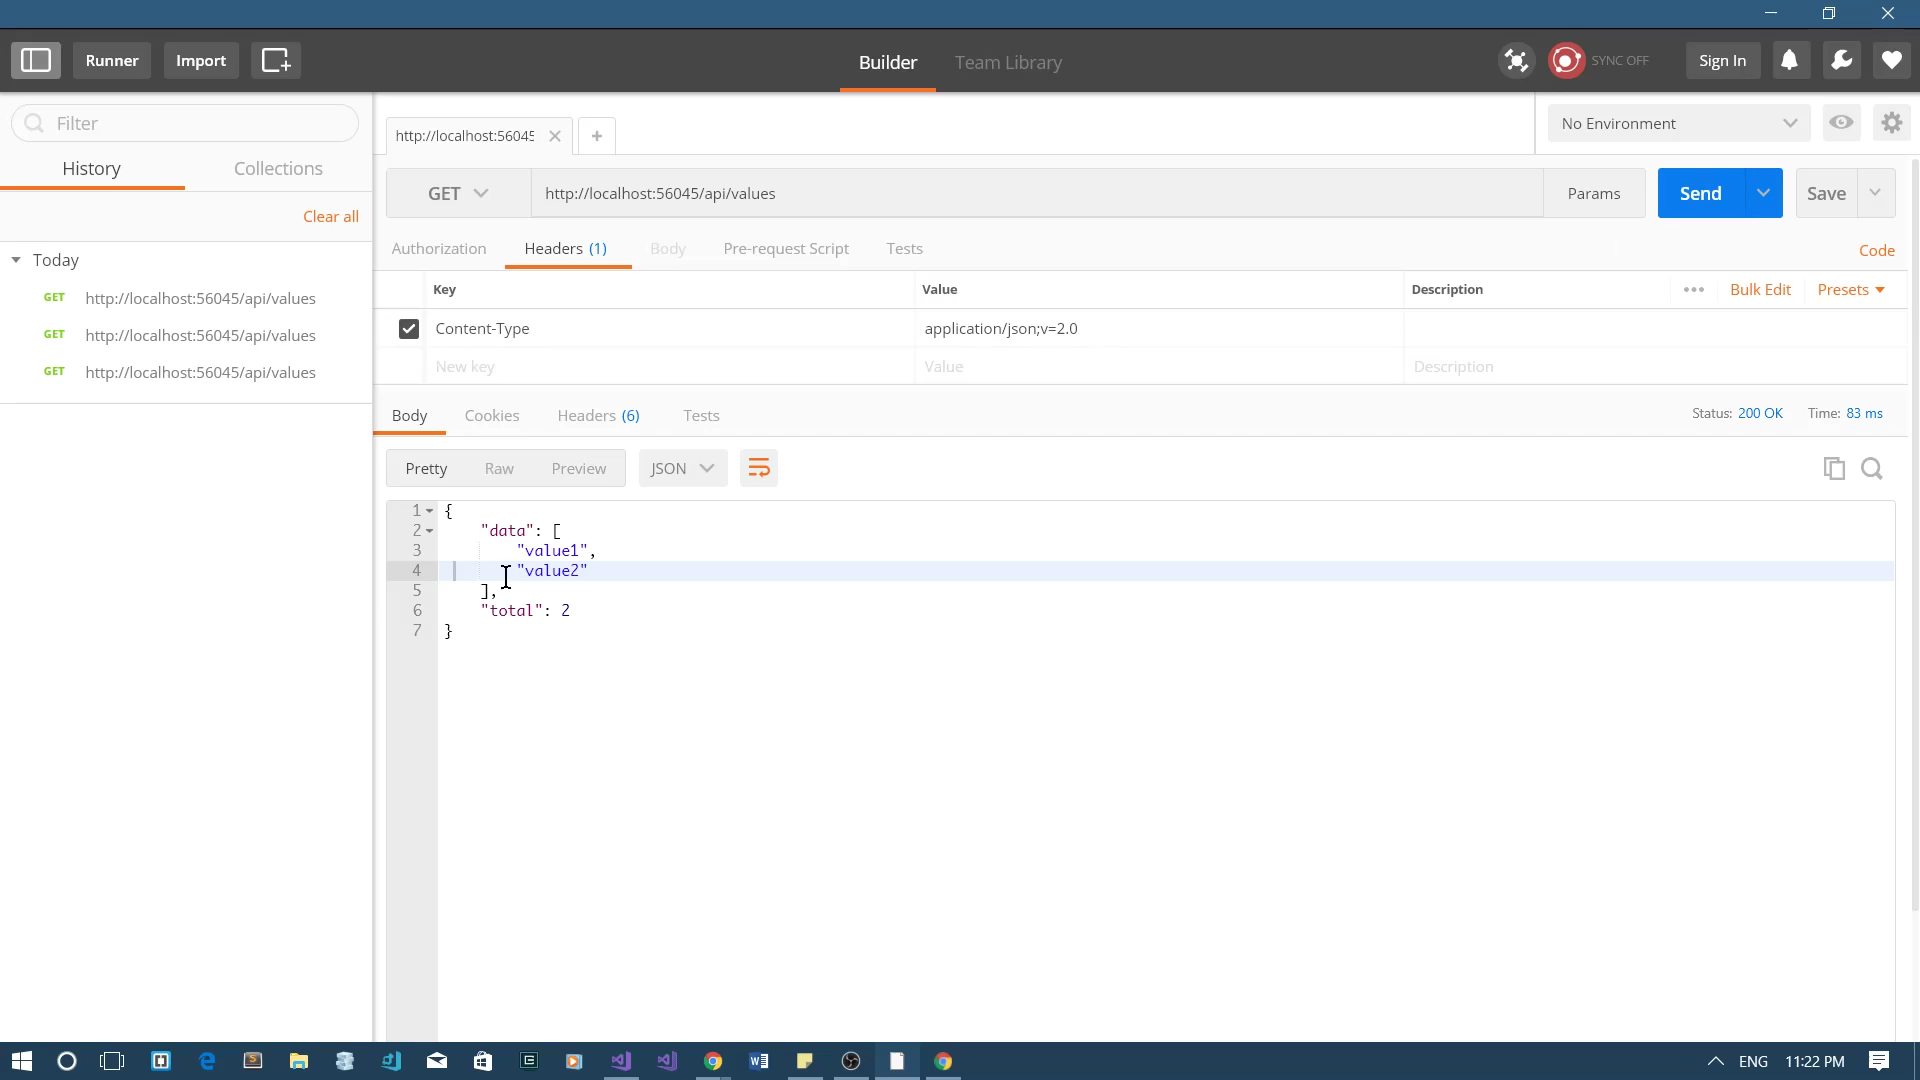 Runner
Import
Builder
Team Library
SYNC OFF
Sign In
Filter
History
Collections
Clear all
Today
GET http://localhost:56045/api/values
GET http://localhost:56045/api/values
GET http://localhost:56045/api/values
http://localhost:56045
No Environment
GET
http://localhost:56045/api/values
Params
Send
Save
Authorization
Headers (1)
Body
Pre-request Script
Tests
Code
Key
Value
Description
Bulk Edit
Presets
Content-Type
application/json;v=2.0
New key
Value
Description
Body
Cookies
Headers (6)
Tests
Status: 200 OK
Time: 83 ms
Pretty
Raw
Preview
JSON
1 {
2 "data": [
3 "value1",
4 "value2"
5 ],
6 "total": 2
7 }
ENG
11:22 PM